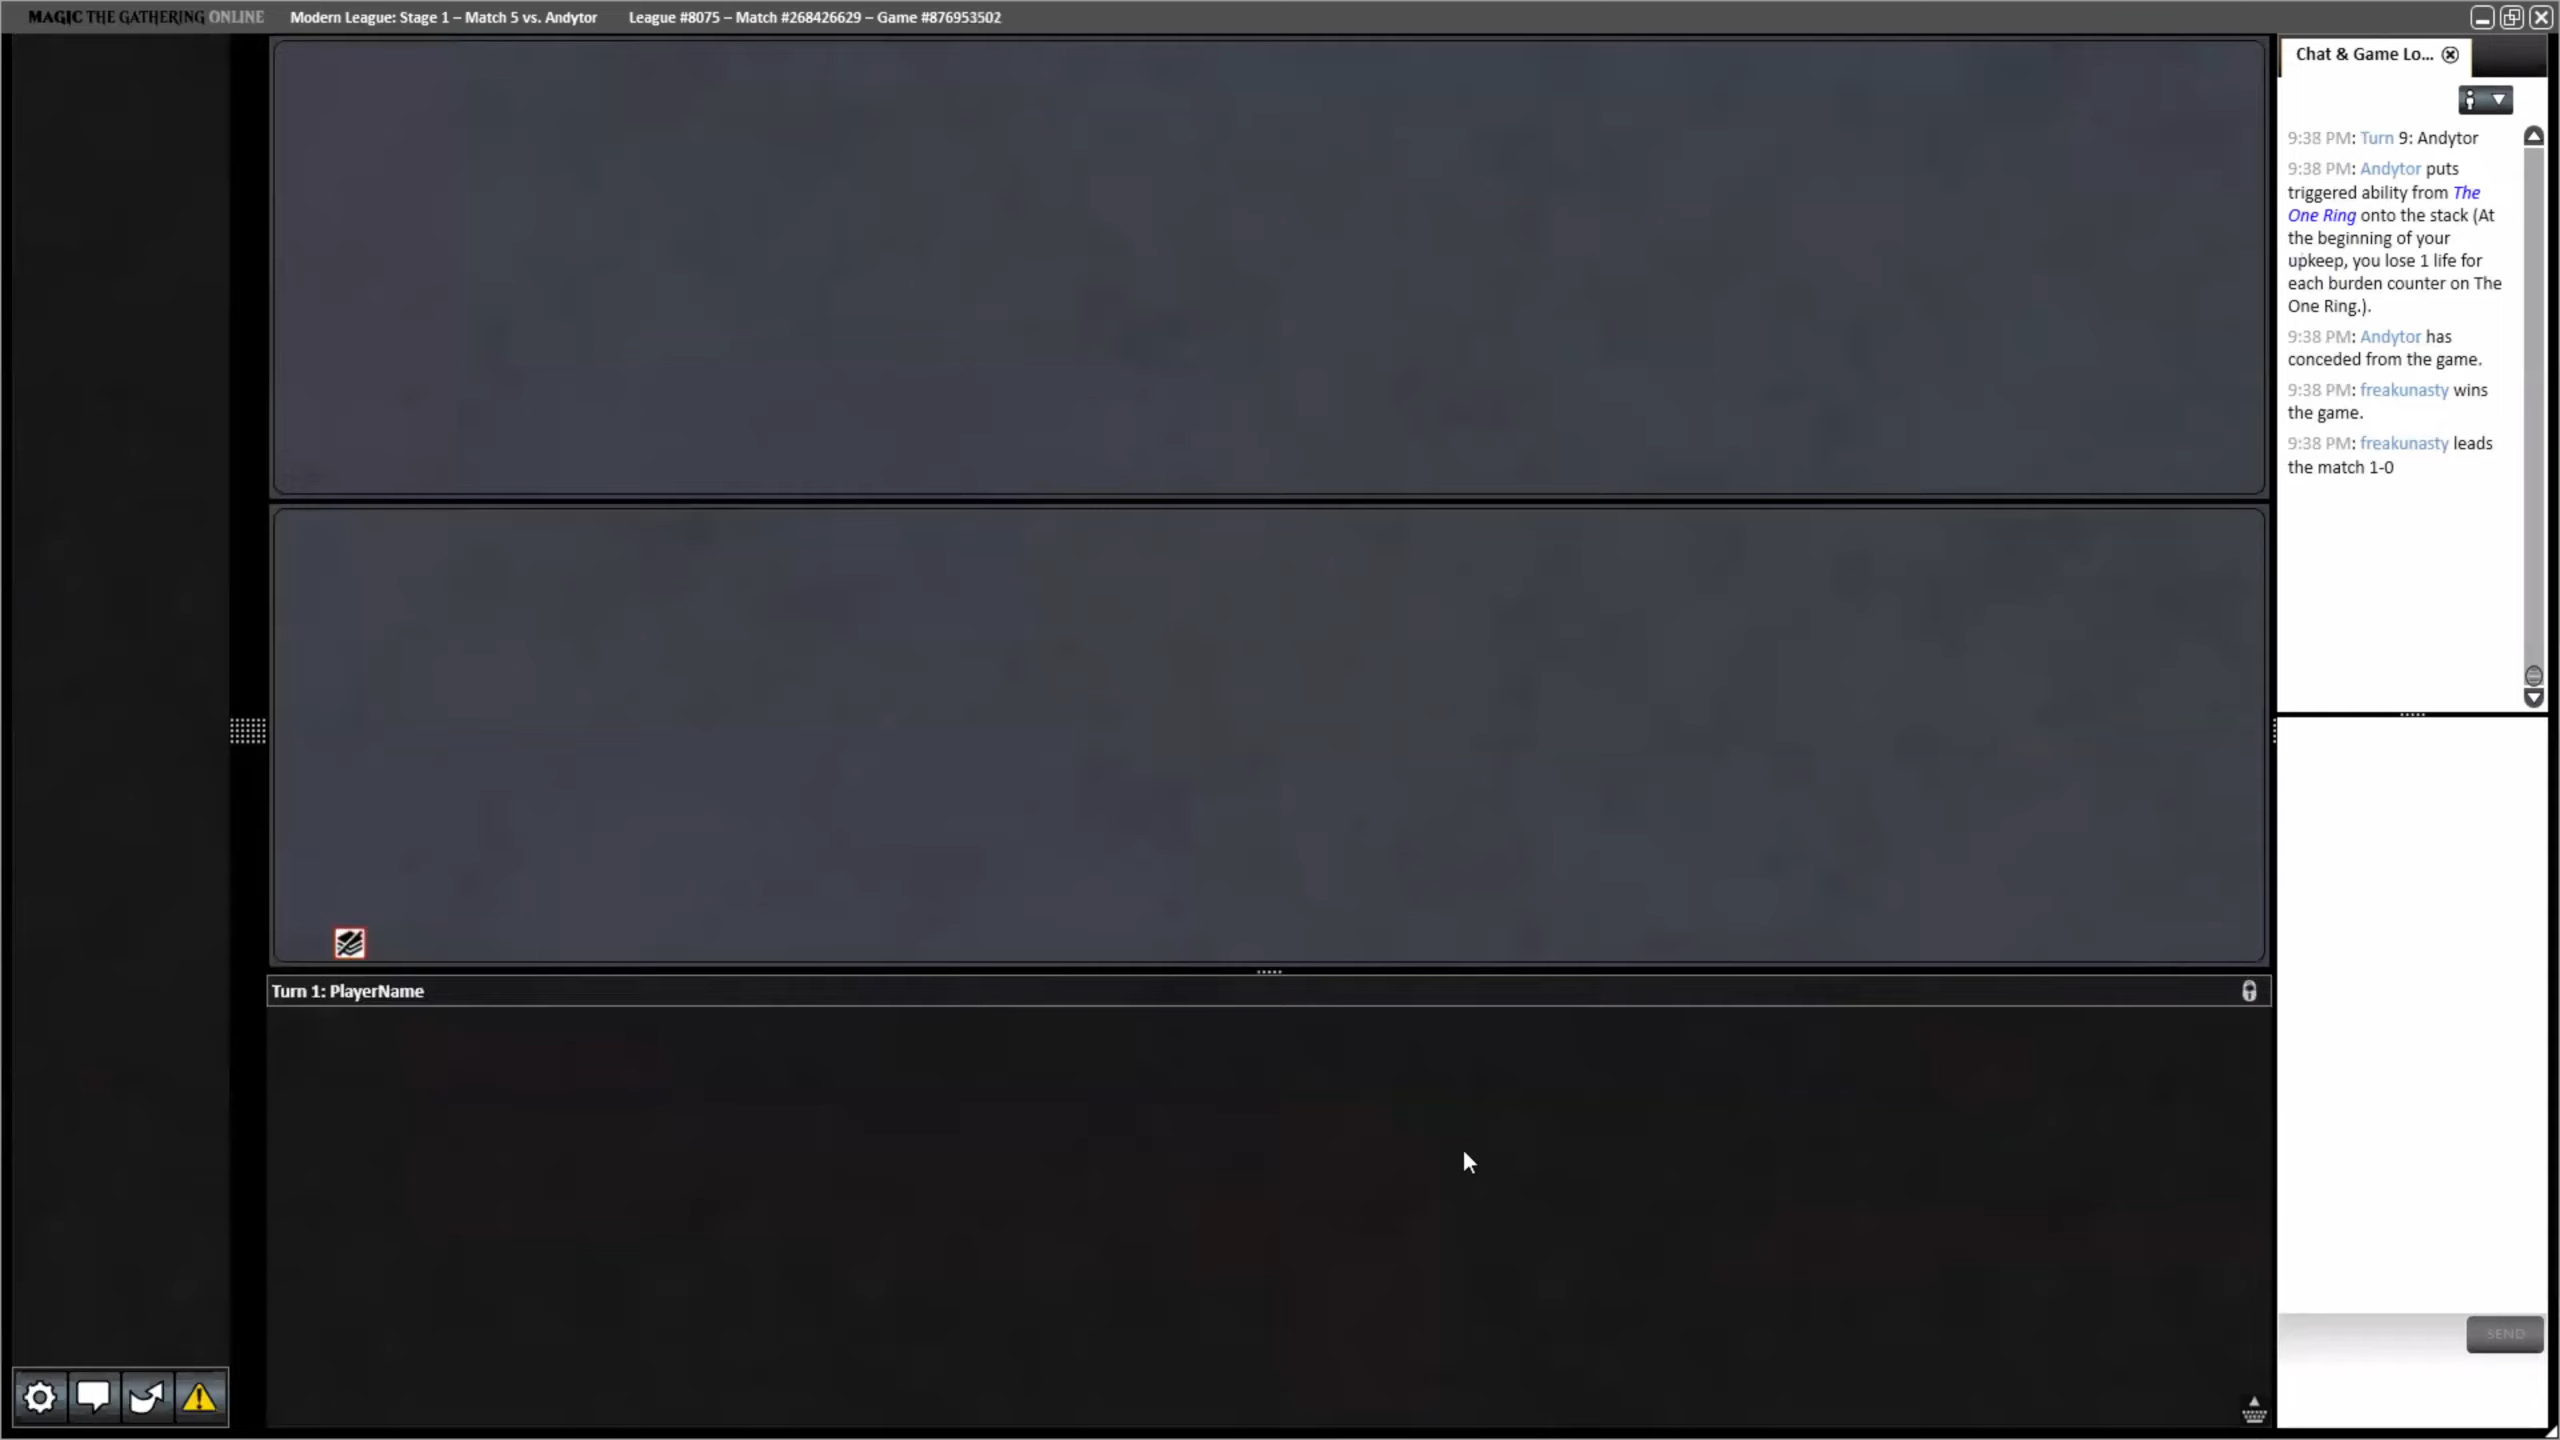 MAGIC THE GATHERING ONLINE Modern League: Stage 1 – Match 5 vs. Andytor League #8075 – Match #268426629 – Game #876953502
Chat & Game Lo...
9:38 PM: Turn 9: Andytor
9:38 PM: Andytor puts
triggered ability from The
One Ring onto the stack (At
the beginning of your
upkeep, you lose 1 life for
each burden counter on The
One Ring.).
9:38 PM: Andytor has
conceded from the game.
9:38 PM: freakunasty wins
the game.
9:38 PM: freakunasty leads
the match 1-0
Turn 1: PlayerName
SEND